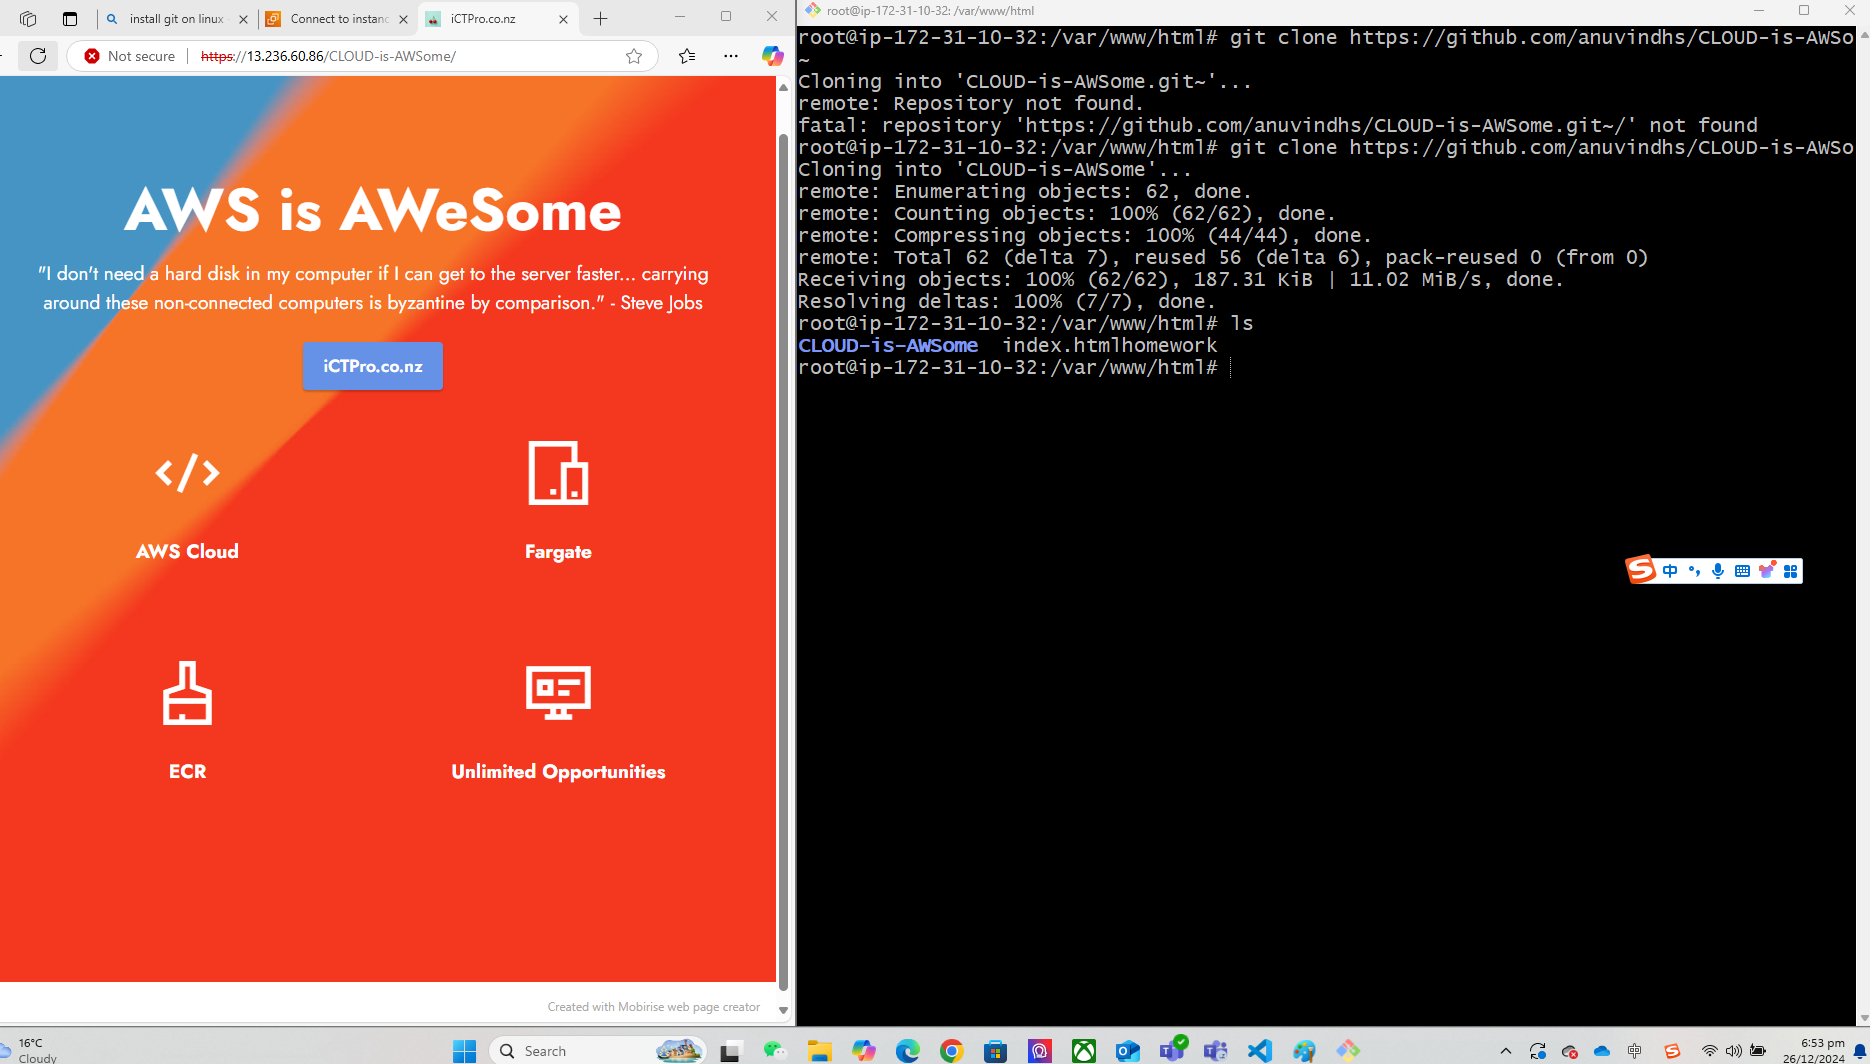 install git on linux
Connect to instanc
iCTPro.co.nz
Not secure
https://13.236.60.86/CLOUD-is-AWSome/
AWS is AWeSome
"I don't need a hard disk in my computer if I can get to the server faster... carrying
around these non-connected computers is byzantine by comparison." - Steve Jobs
iCTPro.co.nz
AWS Cloud
Fargate
ECR
Unlimited Opportunities
Created with Mobirise web page creator
root@ip-172-31-10-32: /var/www/html
root@ip-172-31-10-32:/var/www/html# git clone https://github.com/anuvindhs/CLOUD-is-AWSo
~
Cloning into 'CLOUD-is-AWSome.git~'...
remote: Repository not found.
fatal: repository 'https://github.com/anuvindhs/CLOUD-is-AWSome.git~/' not found
root@ip-172-31-10-32:/var/www/html# git clone https://github.com/anuvindhs/CLOUD-is-AWSo
Cloning into 'CLOUD-is-AWSome'...
remote: Enumerating objects: 62, done.
remote: Counting objects: 100% (62/62), done.
remote: Compressing objects: 100% (44/44), done.
remote: Total 62 (delta 7), reused 56 (delta 6), pack-reused 0 (from 0)
Receiving objects: 100% (62/62), 187.31 KiB | 11.02 MiB/s, done.
Resolving deltas: 100% (7/7), done.
root@ip-172-31-10-32:/var/www/html# ls
CLOUD-is-AWSome  index.htmlhomework
root@ip-172-31-10-32:/var/www/html#
S 中
16°C
Cloudy
Search
中
6:53 pm
26/12/2024